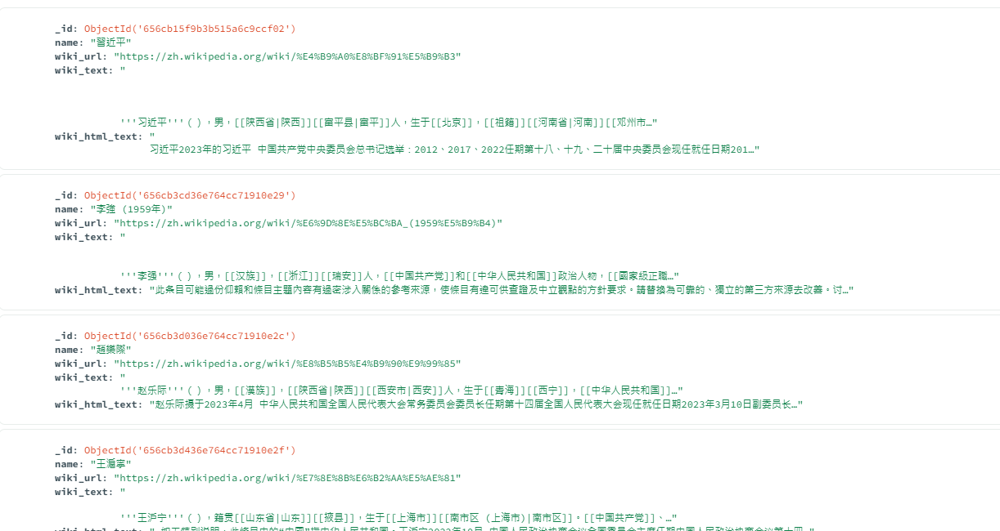 _id: ObjectId('656cb15f9b3b515a6c9ccf02')
name: "習近平"
wiki_url: "https://zh.wikipedia.org/wiki/%E4%B9%A0%E8%BF%91%E5%B9%B3"
wiki_text: "
'''习近平'''（），男，[[陕西省|陕西]][[富平县|富平]]人，生于[[北京]]，[[祖籍]][[河南省|河南]][[邓州市…"
wiki_html_text: "
习近平2023年的习近平 中国共产党中央委员会总书记选举：2012、2017、2022任期第十八、十九、二十届中央委员会现任就任日期201…"
_id: ObjectId('656cb3cd36e764cc71910e29')
name: "李強 (1959年)"
wiki_url: "https://zh.wikipedia.org/wiki/%E6%9D%8E%E5%BC%BA_(1959%E5%B9%B4)"
wiki_text: "
'''李强'''（），男，[[汉族]]，[[浙江]][[瑞安]]人，[[中国共产党]]和[[中华人民共和国]]政治人物，[[國家級正職…"
wiki_html_text: "此条目可能過份仰賴和條目主題內容有過密涉入關係的參考來源，使條目有違可供查證及中立觀點的方針要求。請替換為可靠的、獨立的第三方來源去改善。讨…"
_id: ObjectId('656cb3d036e764cc71910e2c')
name: "趙樂際"
wiki_url: "https://zh.wikipedia.org/wiki/%E8%B5%B5%E4%B9%90%E9%99%85"
wiki_text: "
'''赵乐际'''（），男，[[漢族]]，[[陕西省|陕西]][[西安市|西安]]人，生于[[青海]][[西宁]]，[[中华人民共和国]]…"
wiki_html_text: "赵乐际摄于2023年4月 中华人民共和国全国人民代表大会常务委员会委员长任期第十四届全国人民代表大会现任就任日期2023年3月10日副委员长…"
_id: ObjectId('656cb3d436e764cc71910e2f')
name: "王滬寧"
wiki_url: "https://zh.wikipedia.org/wiki/%E7%8E%8B%E6%B2%AA%E5%AE%81"
wiki_text: "
'''王沪宁'''（），籍贯[[山东省|山东]][[掖县]]，生于[[上海市]][[南市区 (上海市)|南市区]]。[[中国共产党]]、…"